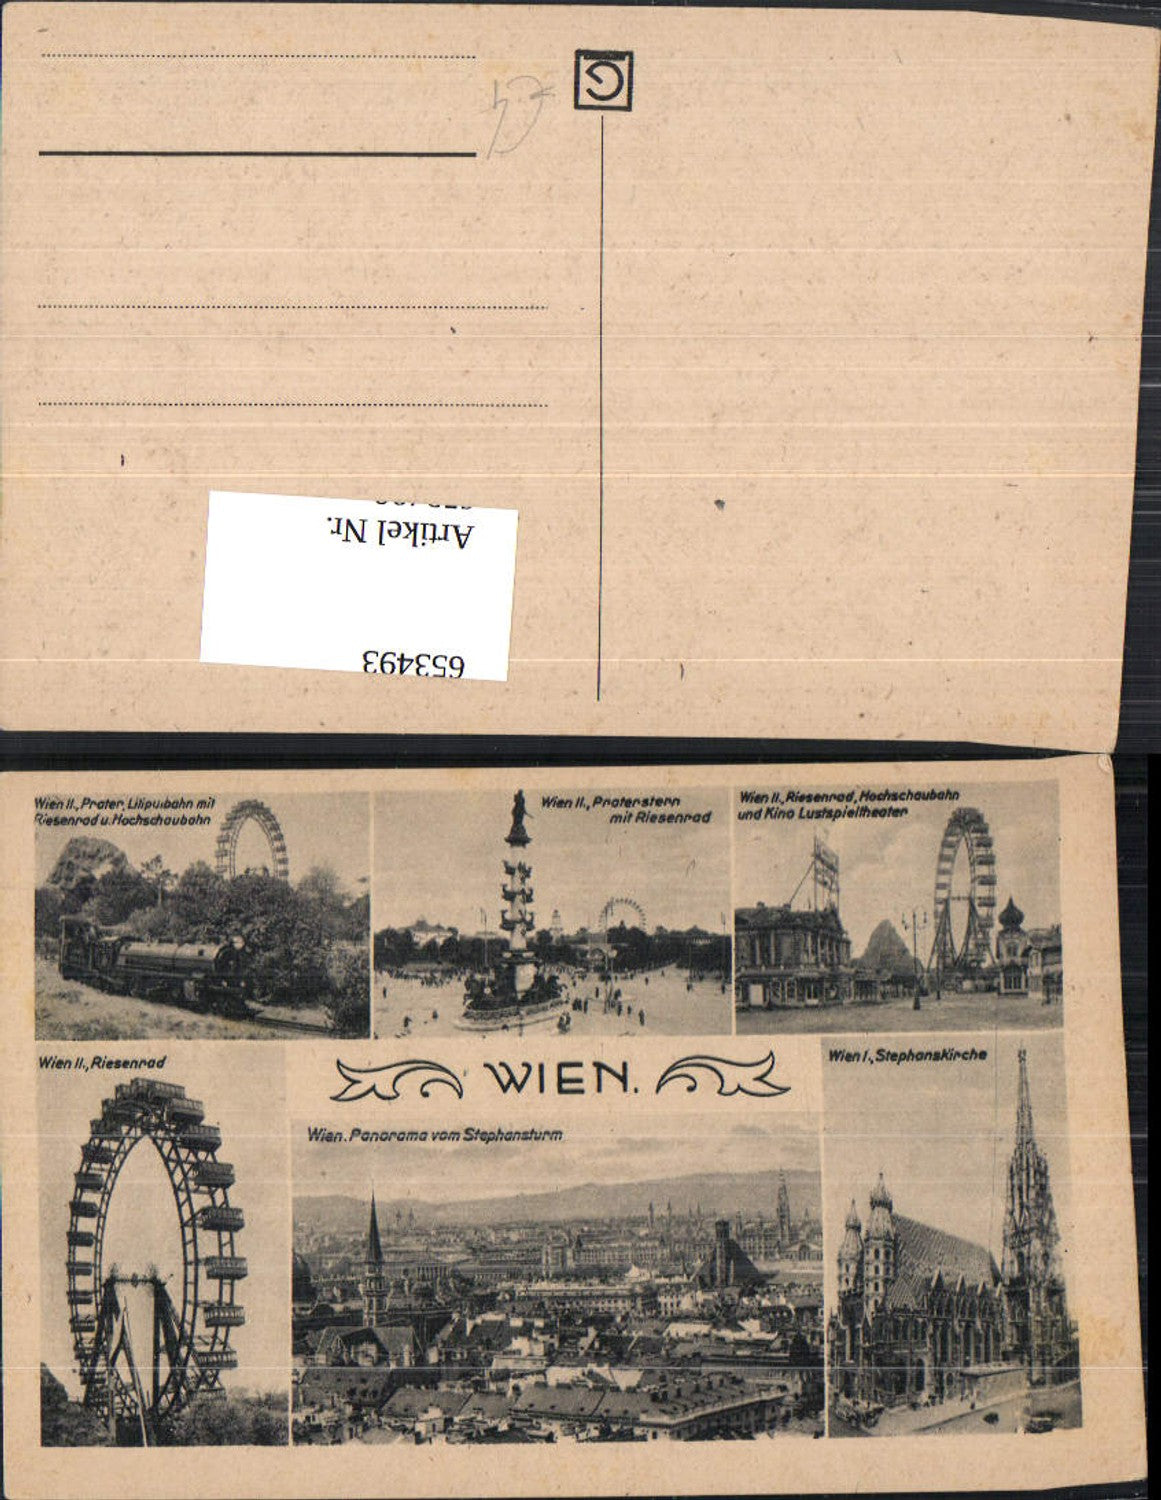 €4
G
Artikel Nr.
653493
Wien II., Prater, Liliputbahn mit
Riesenrad u. Hochschaubahn
Wien II., Praterstern
mit Riesenrad
Wien II., Riesenrad, Hochschaubahn
und Kino Lustspieltheater
Wien II., Riesenrad
WIEN.
Wien. Panorama vom Stephansturm
Wien I., Stephanskirche